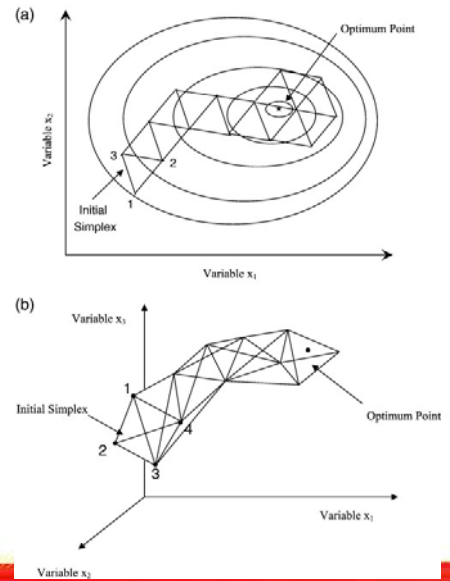 (a)
Optimum Point
Variable x₂
3
2
Initial
Simplex
1
Variable x₁
(b)
Variable x₃
1
Initial Simplex
4
2
Optimum Point
3
Variable x₁
Variable x₂